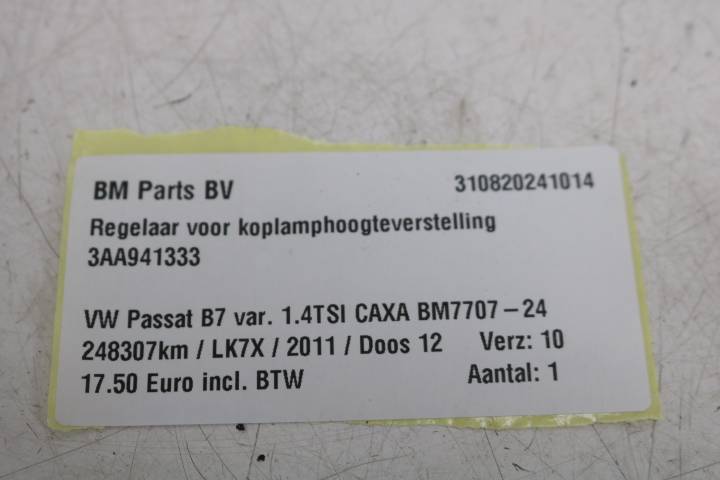 BM Parts BV 310820241014
Regelaar voor koplamphoogteverstelling
3AA941333
VW Passat B7 var. 1.4TSI CAXA BM7707-24
248307km / LK7X / 2011 / Doos 12 Verz: 10
17.50 Euro incl. BTW Aantal: 1